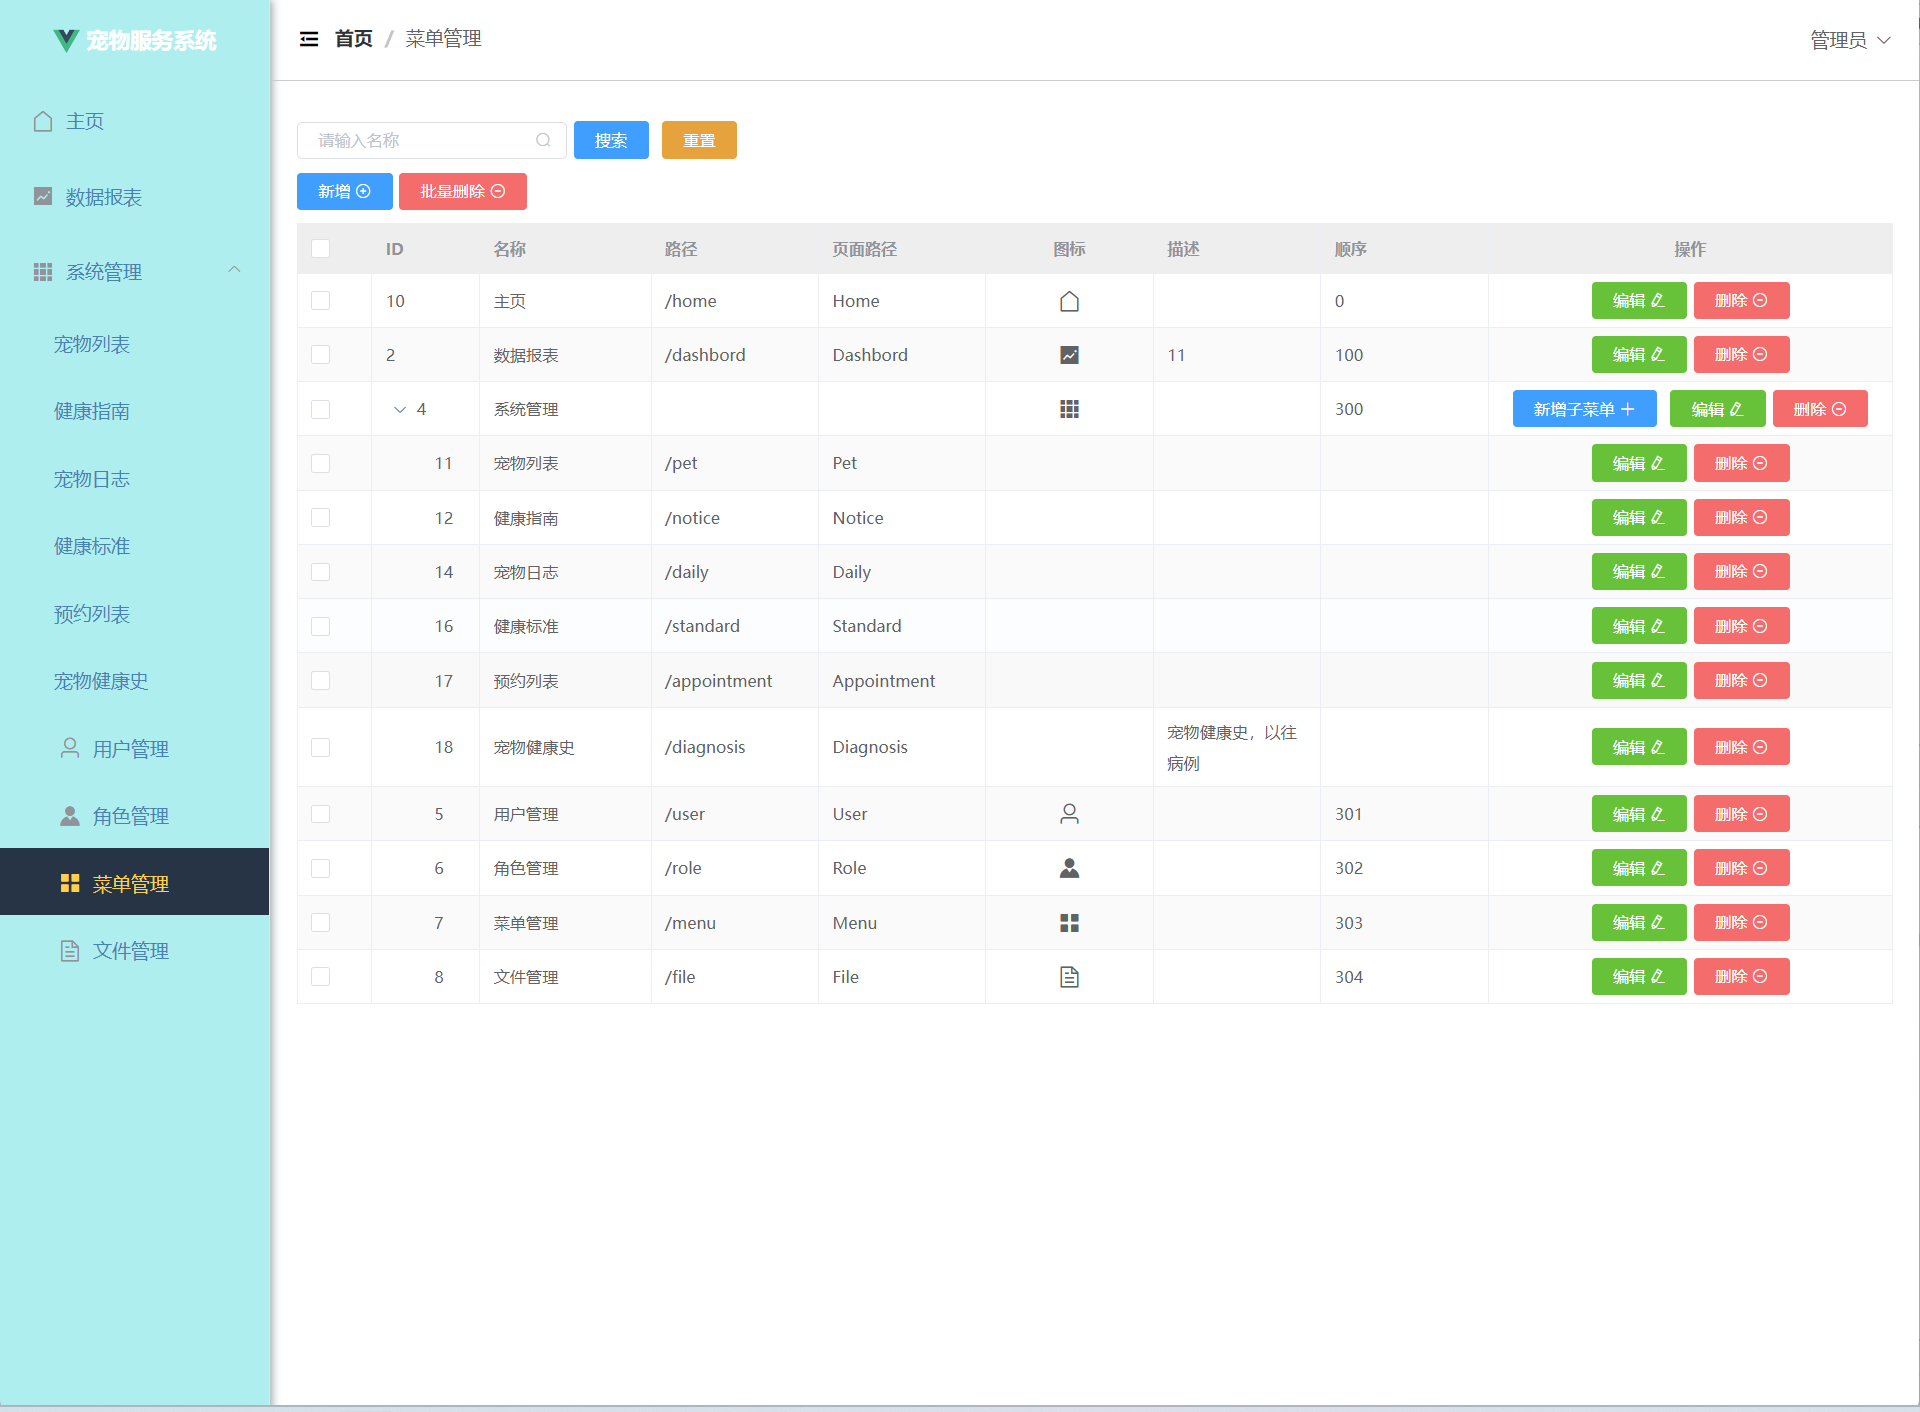 宠物服务系统
主页
数据报表
系统管理
宠物列表
健康指南
宠物日志
健康标准
预约列表
宠物健康史
用户管理
角色管理
菜单管理
文件管理
首页 / 菜单管理
管理员
请输入名称 搜索 重置
新增 批量删除
ID 名称 路径 页面路径 图标 描述 顺序 操作
10 主页 /home Home 0 编辑 删除
2 数据报表 /dashbord Dashbord 11 100 编辑 删除
4 系统管理 300 新增子菜单 编辑 删除
11 宠物列表 /pet Pet 编辑 删除
12 健康指南 /notice Notice 编辑 删除
14 宠物日志 /daily Daily 编辑 删除
16 健康标准 /standard Standard 编辑 删除
17 预约列表 /appointment Appointment 编辑 删除
18 宠物健康史 /diagnosis Diagnosis 宠物健康史，以往
病例 编辑 删除
5 用户管理 /user User 301 编辑 删除
6 角色管理 /role Role 302 编辑 删除
7 菜单管理 /menu Menu 303 编辑 删除
8 文件管理 /file File 304 编辑 删除